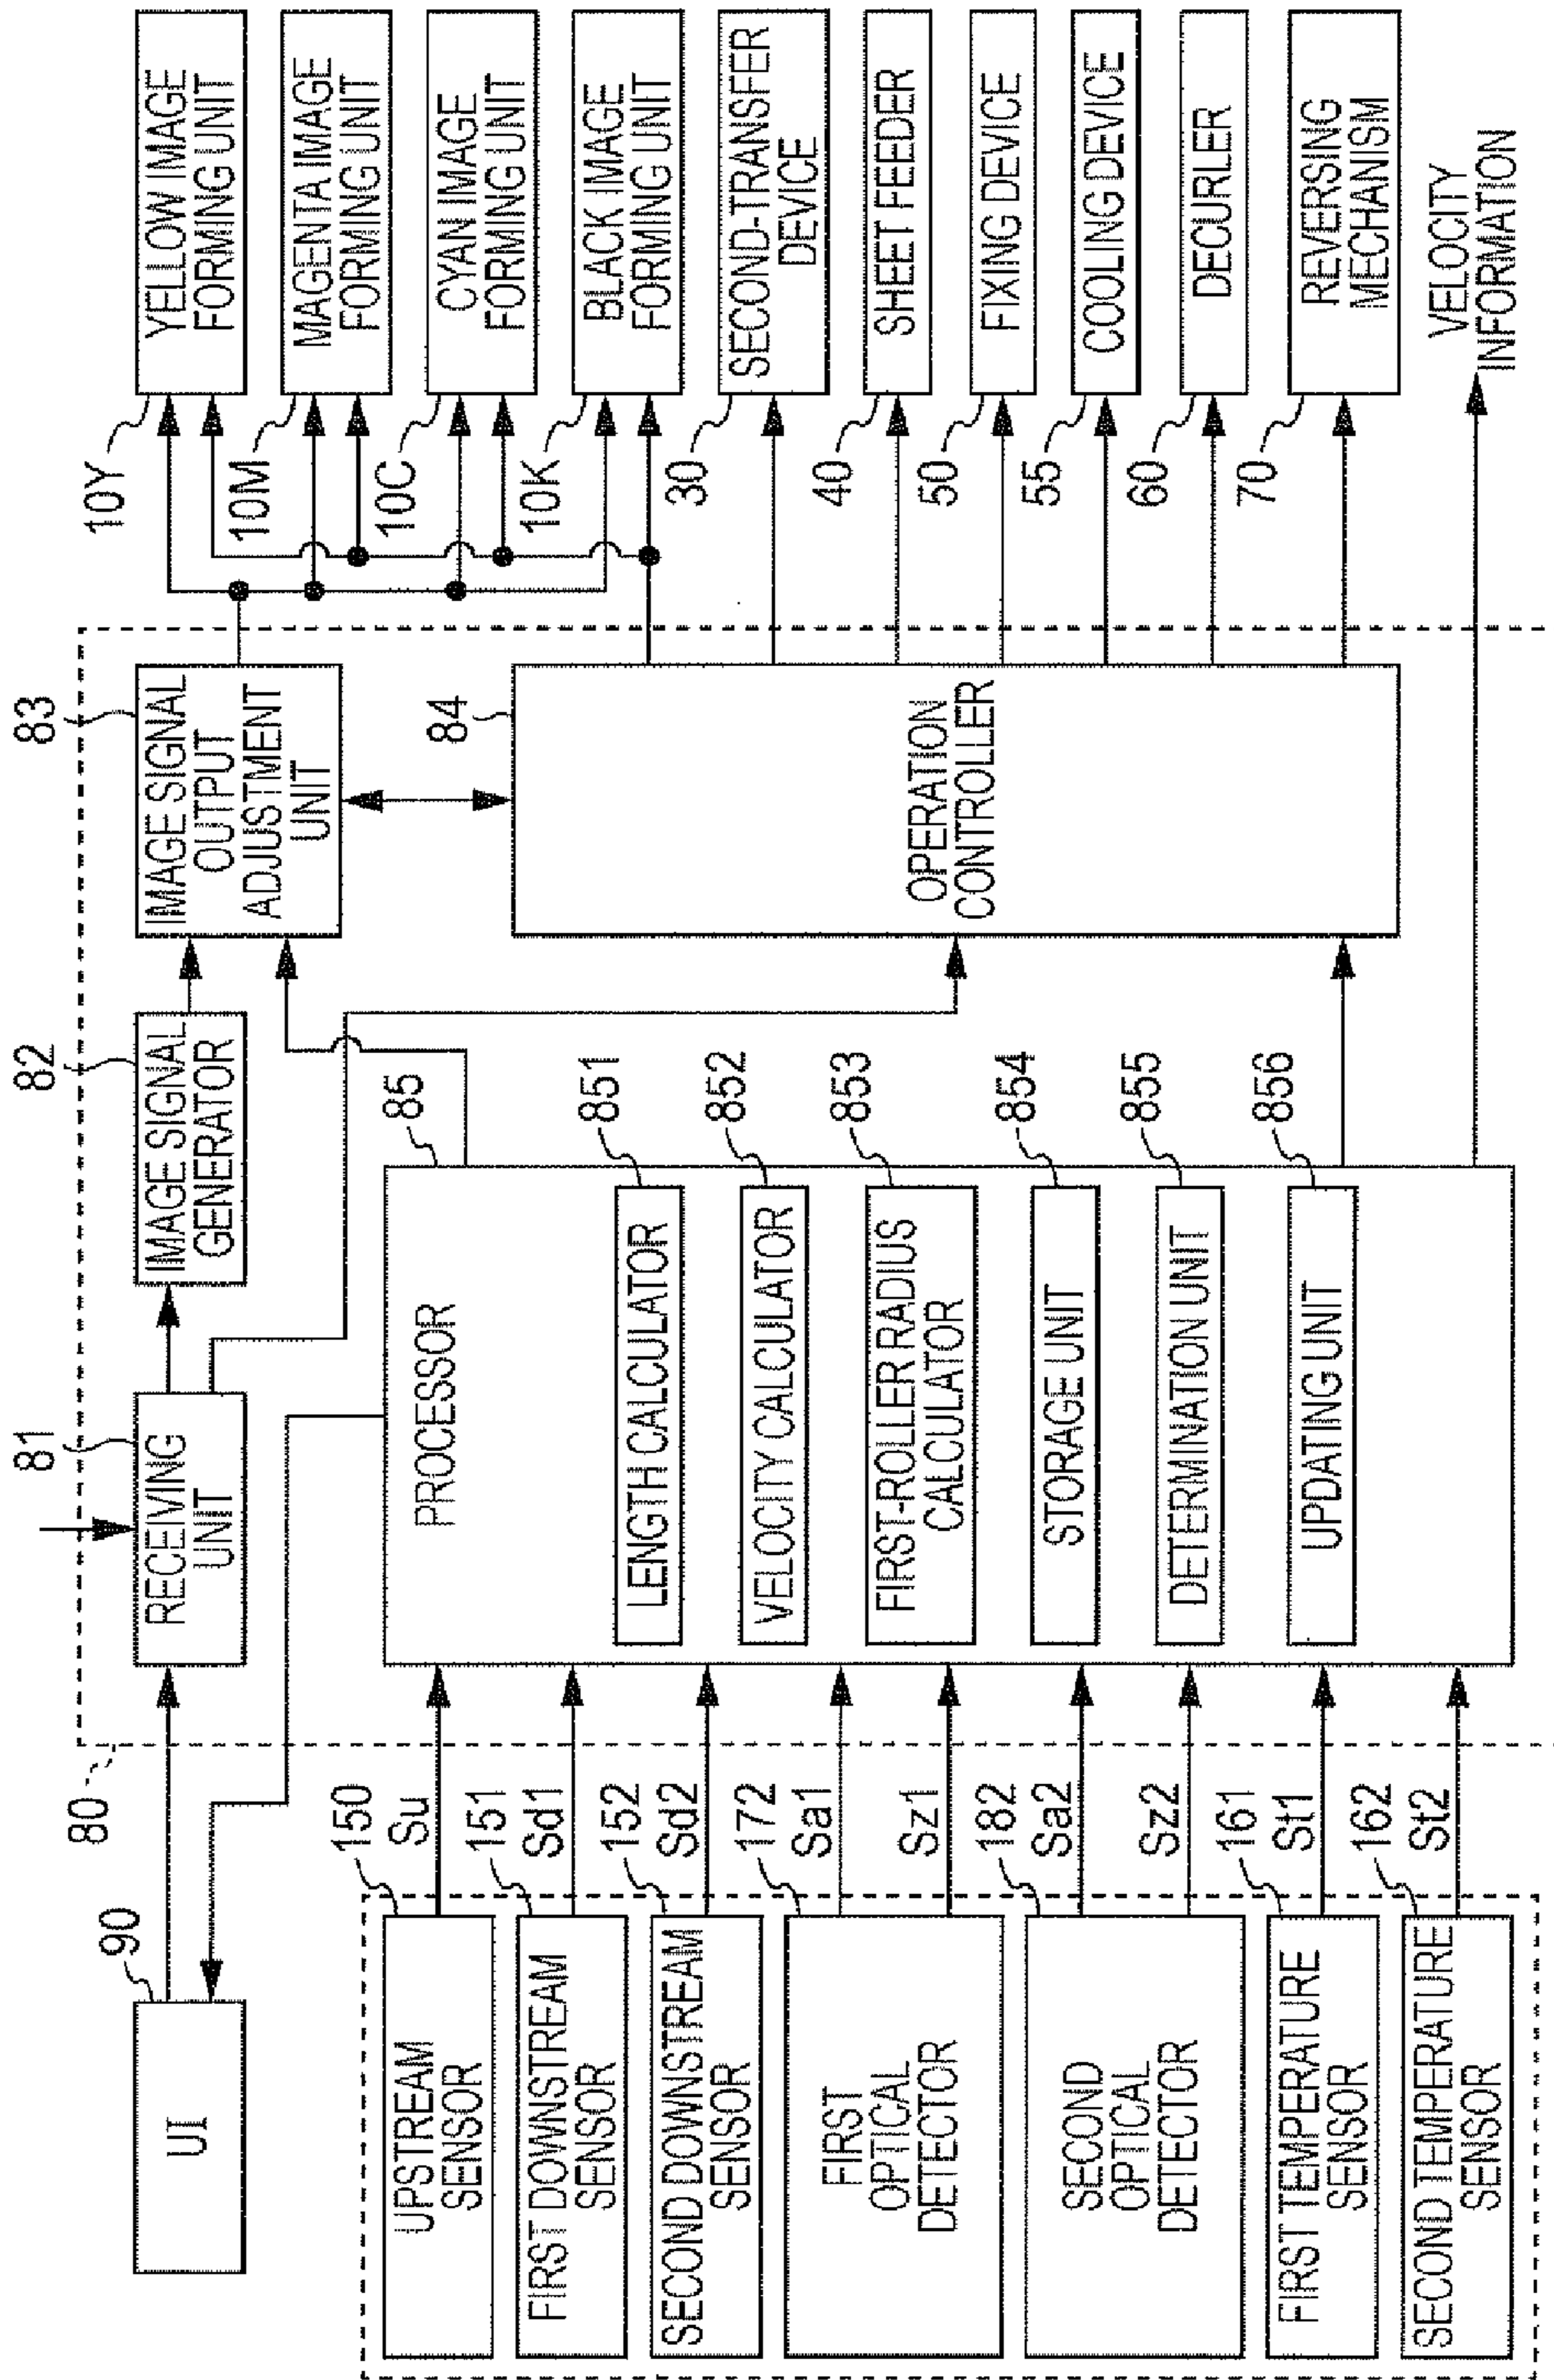 90
UI
80
81
RECEIVING
UNIT
82
IMAGE SIGNAL
GENERATOR
83
IMAGE SIGNAL
OUTPUT
ADJUSTMENT
UNIT
84
OPERATION
CONTROLLER
85
PROCESSOR
851
LENGTH CALCULATOR
852
VELOCITY CALCULATOR
853
FIRST-ROLLER RADIUS
CALCULATOR
854
STORAGE UNIT
855
DETERMINATION UNIT
856
UPDATING UNIT
150
Su
UPSTREAM
SENSOR
151
Sd1
FIRST DOWNSTREAM
SENSOR
152
Sd2
SECOND DOWNSTREAM
SENSOR
172
Sa1
Sz1
FIRST
OPTICAL
DETECTOR
182
Sa2
Sz2
SECOND
OPTICAL
DETECTOR
161
St1
FIRST TEMPERATURE
SENSOR
162
St2
SECOND TEMPERATURE
SENSOR
10Y
YELLOW IMAGE
FORMING UNIT
10M
MAGENTA IMAGE
FORMING UNIT
10C
CYAN IMAGE
FORMING UNIT
10K
BLACK IMAGE
FORMING UNIT
30
SECOND-TRANSFER
DEVICE
40
SHEET FEEDER
50
FIXING DEVICE
55
COOLING DEVICE
60
DECURLER
70
REVERSING
MECHANISM
VELOCITY
INFORMATION